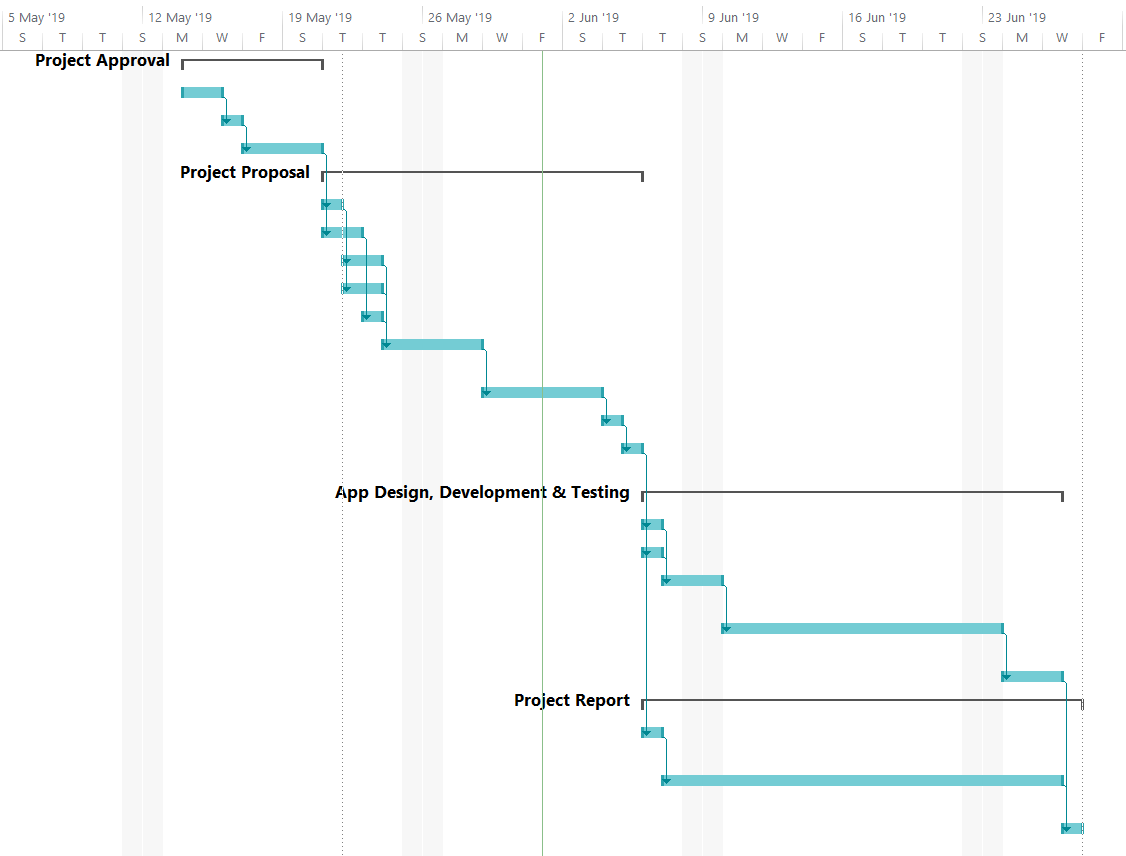 5 May '19 12 May '19 19 May '19 26 May '19 2 Jun '19 9 Jun '19 16 Jun '19 23 Jun '19
S T T S M W F S T T S M W F S T T S M W F S T T S M W F
Project Approval
Project Proposal
App Design, Development & Testing
Project Report